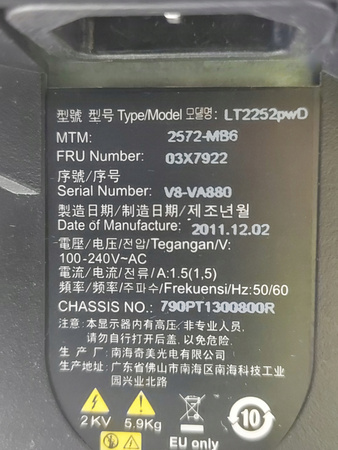 型號 型号 Type/Model 모델명: LT2252pwD
MTM: 2572-MB6
FRU Number: 03X7922
序號/序号
Serial Number: V8-VA880
製造日期/制造日期/제조년월
Date of Manufacture: 2011.12.02
電壓/电压/전압/Tegangan/V:
100-240V~AC
電流/电流/전류/A:1.5(1,5)
頻率/频率/주파수/Frekuensi/Hz:50/60
CHASSIS NO.: 790PT1300800R
注意: 本显示器内有高压, 非专业人员,
请勿自行打开后盖, 以免危险.
生 产 厂: 南海奇美光电有限公司
生产地址: 广东省佛山市南海区南海科技工业
园兴业北路
2 KV 5.9Kg EU only 10